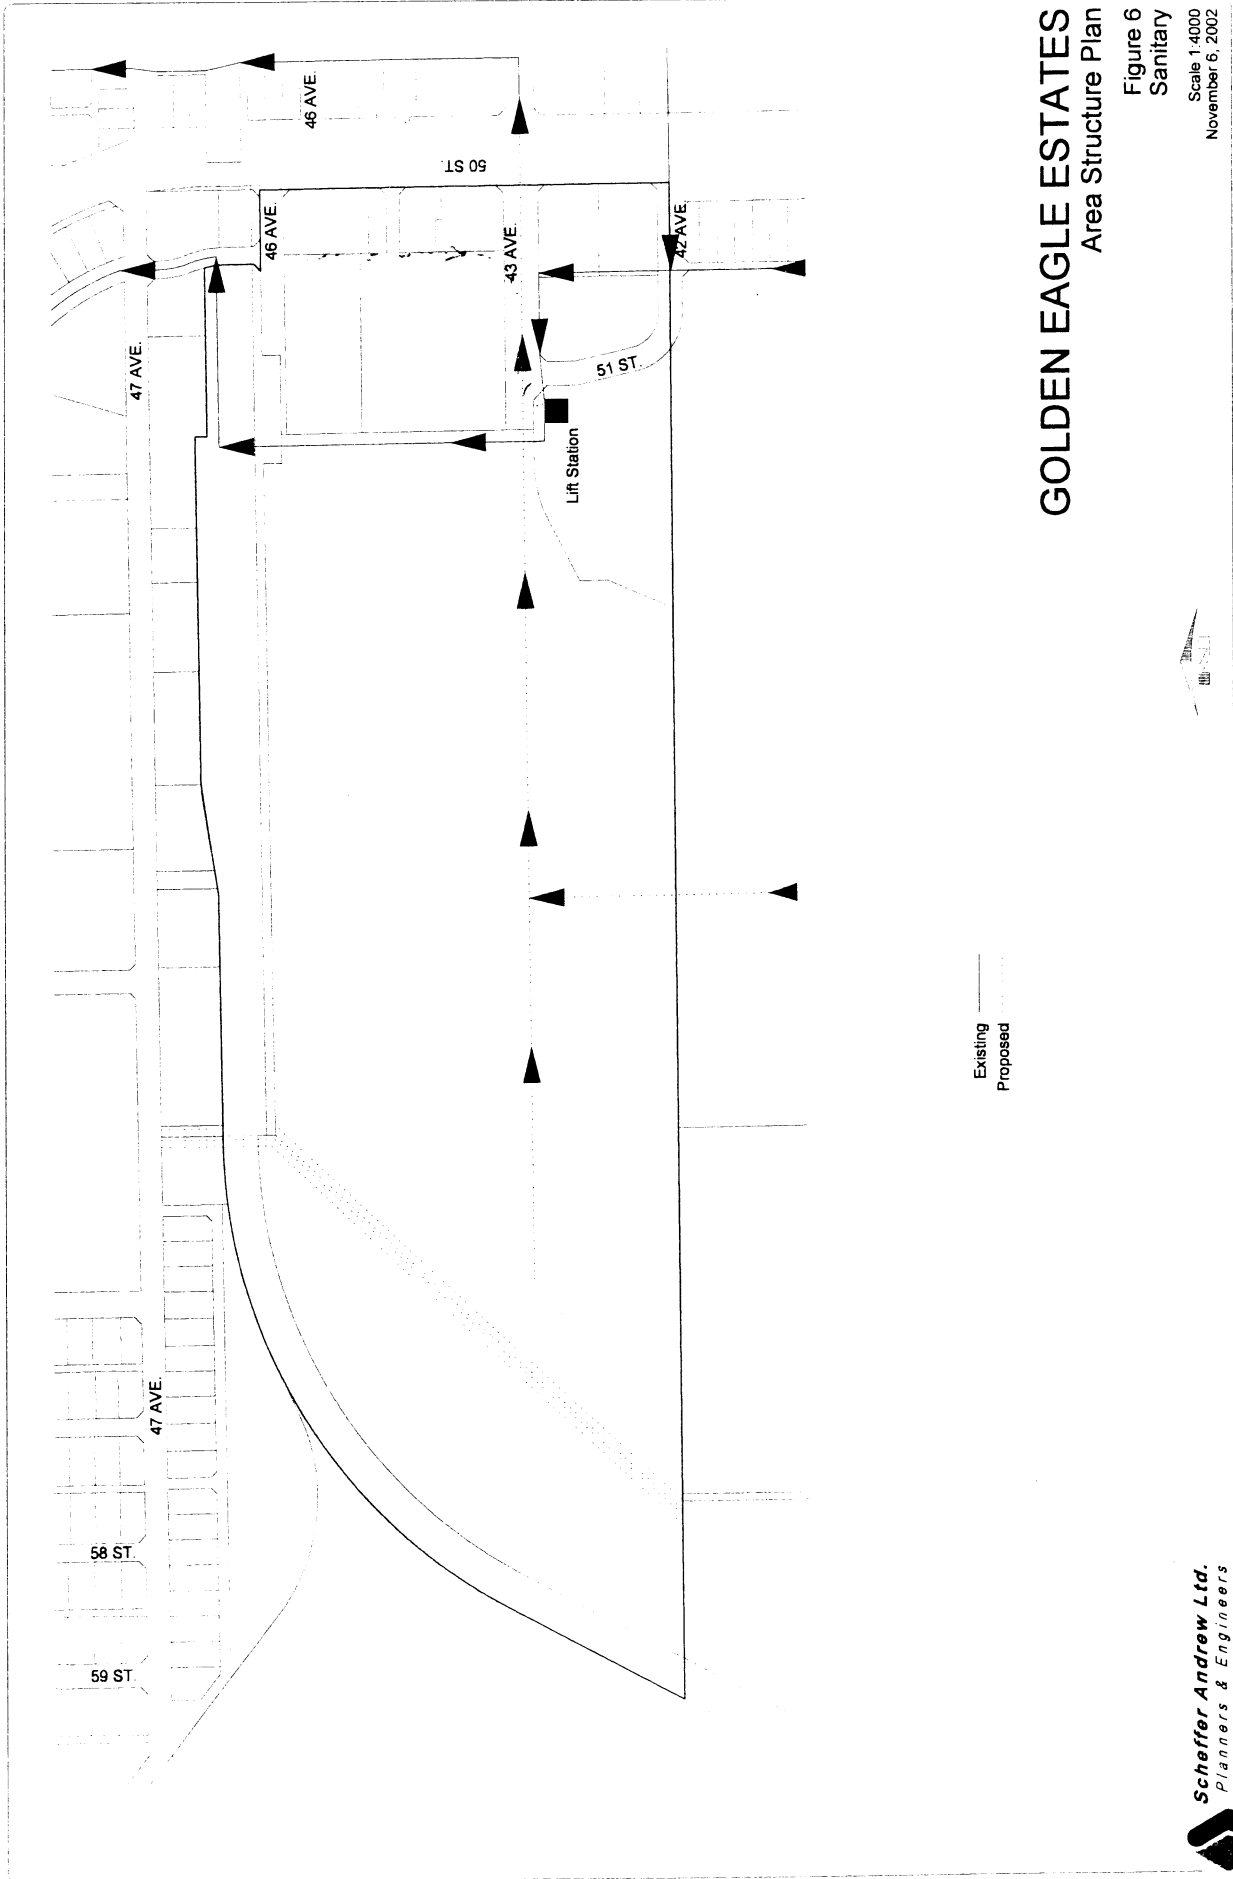 GOLDEN EAGLE ESTATES
Area Structure Plan
Figure 6
Sanitary
Scale 1:4000
November 6, 2002
46 AVE.
50 ST.
46 AVE.
43 AVE.
42 AVE.
47 AVE.
51 ST.
Lift Station
Existing
Proposed
47 AVE.
58 ST.
59 ST.
Scheffer Andrew Ltd.
Planners & Engineers